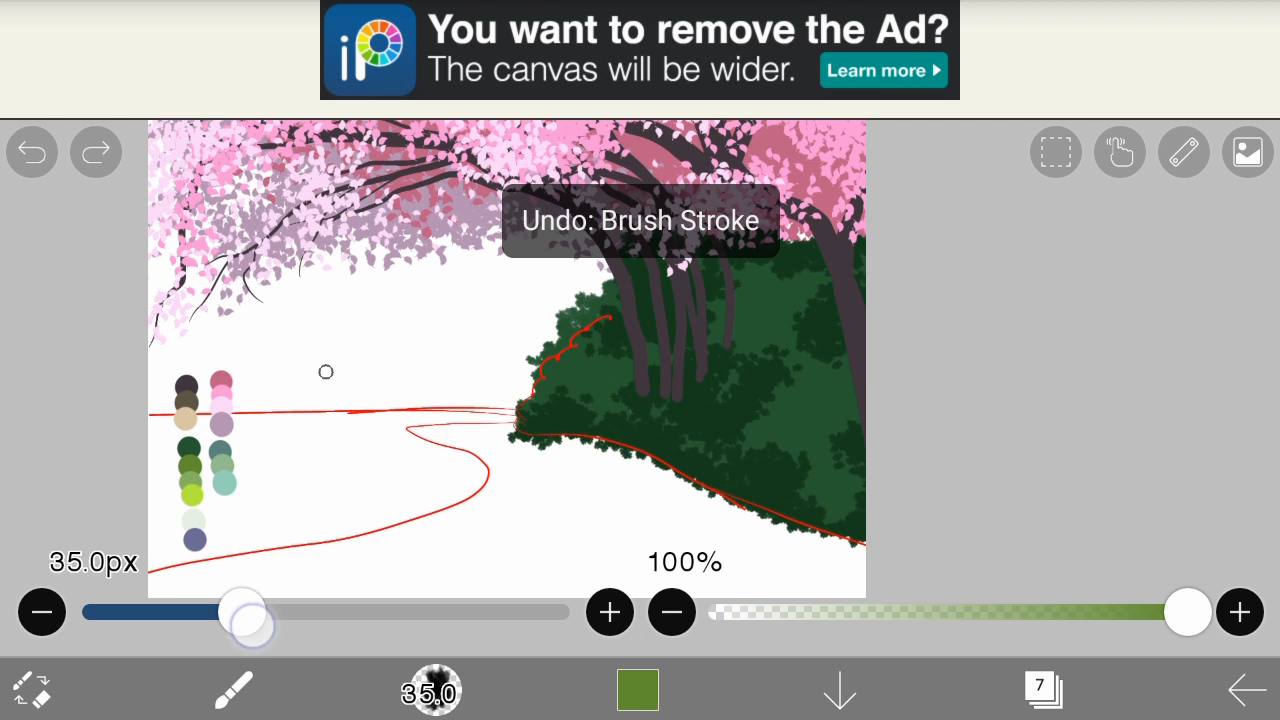 iP
You want to remove the Ad?
The canvas will be wider.
Learn more
Undo: Brush Stroke
35.0px
100%
35.0
7